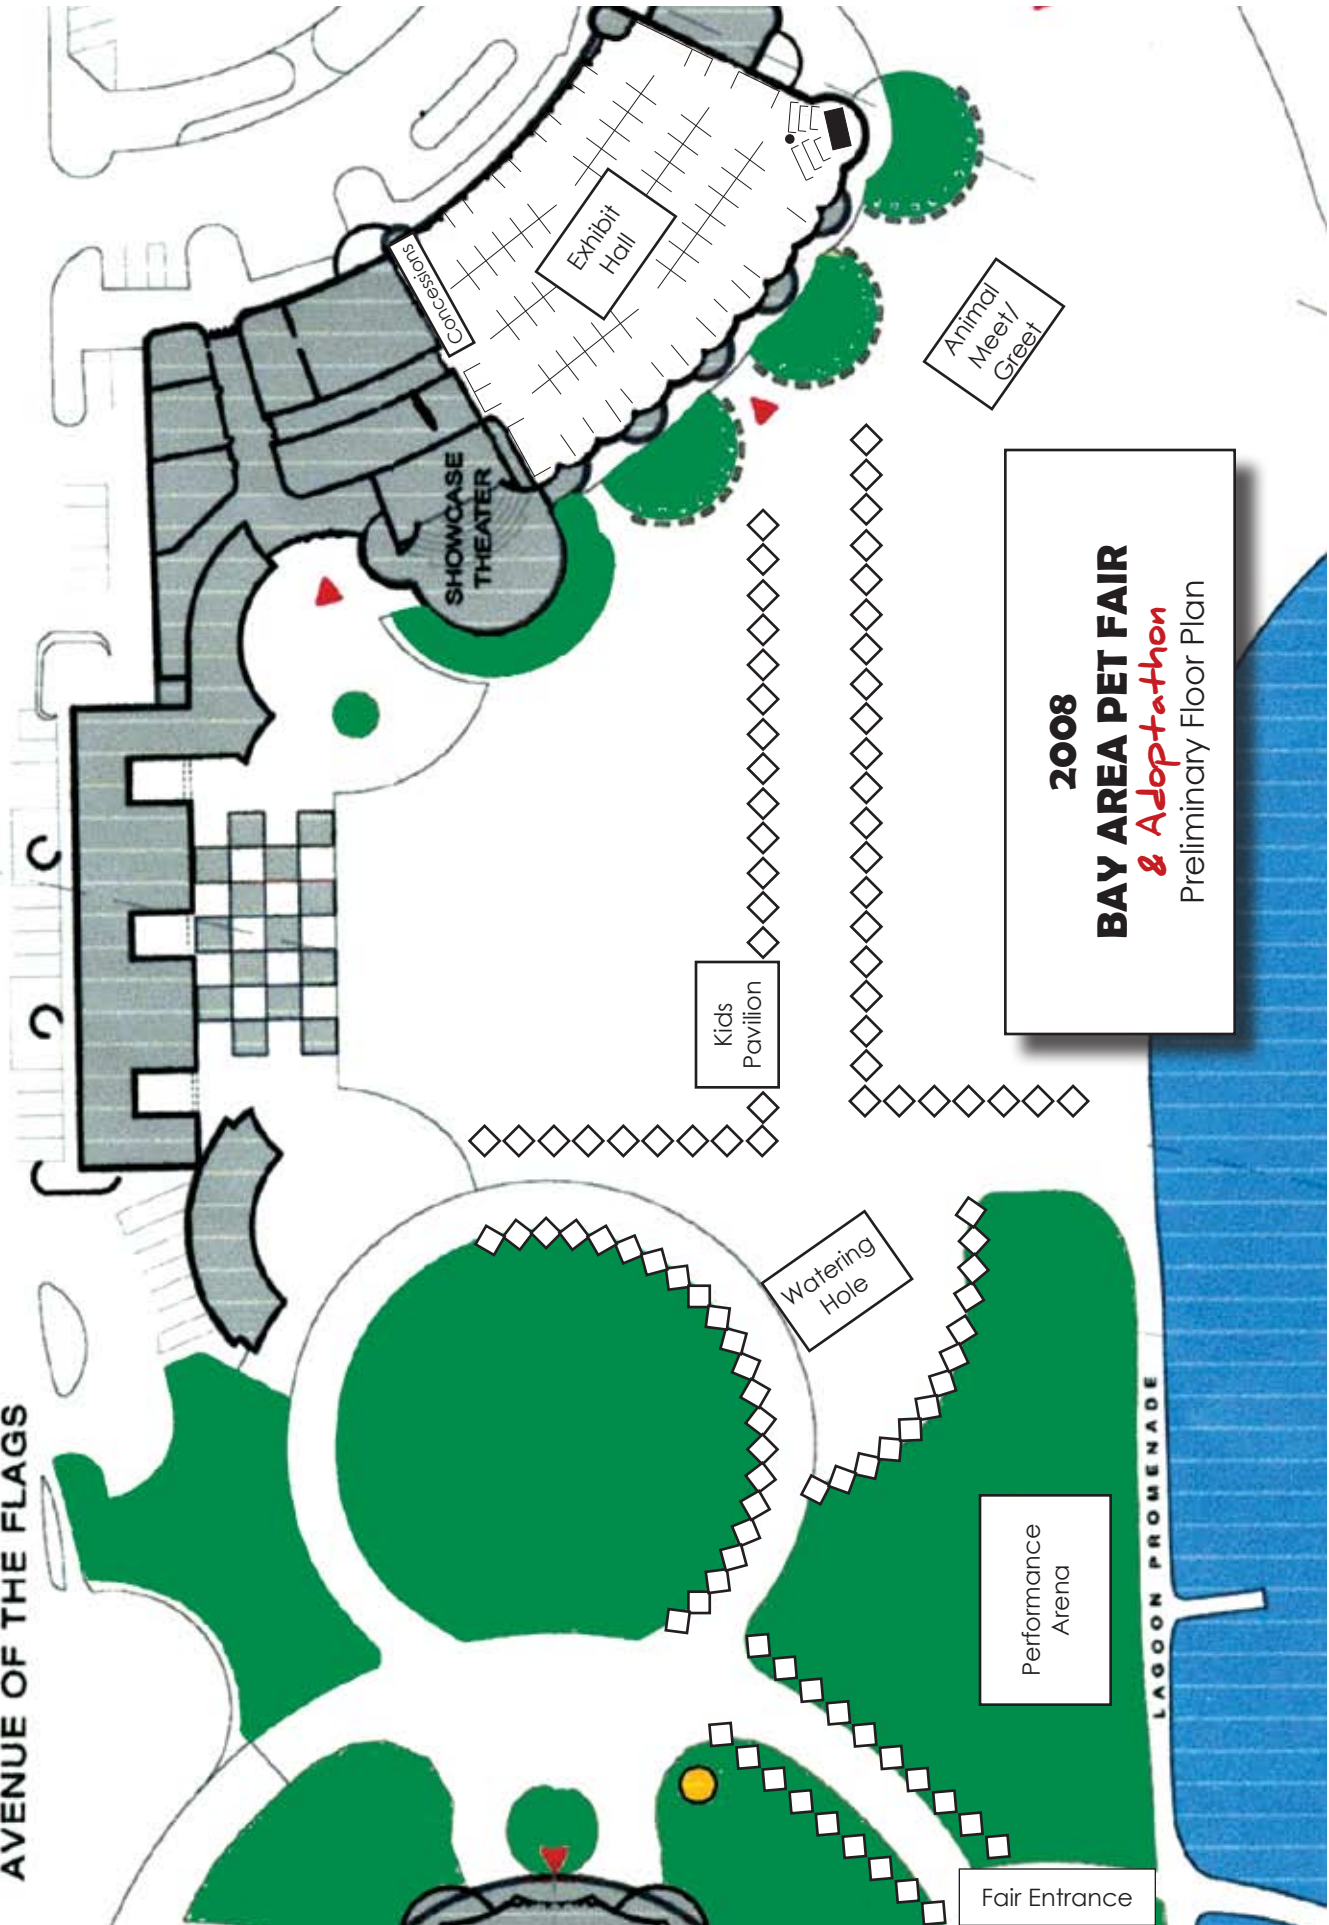 AVENUE OF THE FLAGS
Concessions
Exhibit
Hall
SHOWCASE
THEATER
Animal
Meet/
Greet
2008
BAY AREA PET FAIR
& Adoptathon
Preliminary Floor Plan
Kids
Pavilion
Watering
Hole
Performance
Arena
LAGOON PROMENADE
Fair Entrance